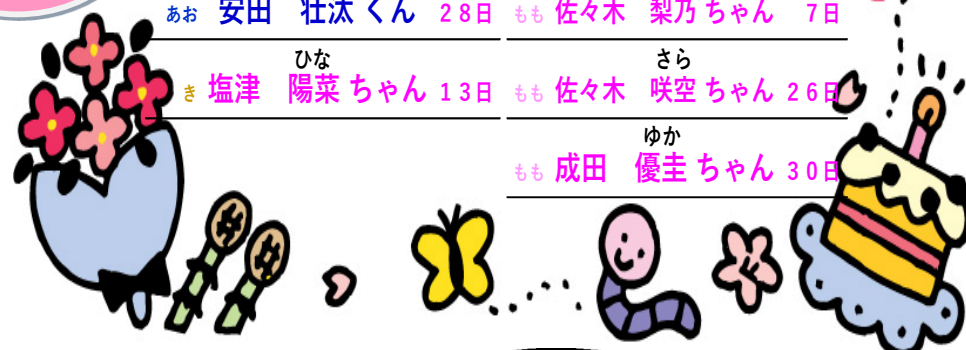 あお 安田 壮汰 くん 28日
もも 佐々木 梨乃 ちゃん 7日
ひな
き 塩津 陽菜 ちゃん 13日
さら
もも 佐々木 咲空 ちゃん 26日
ゆか
もも 成田 優圭 ちゃん 30日